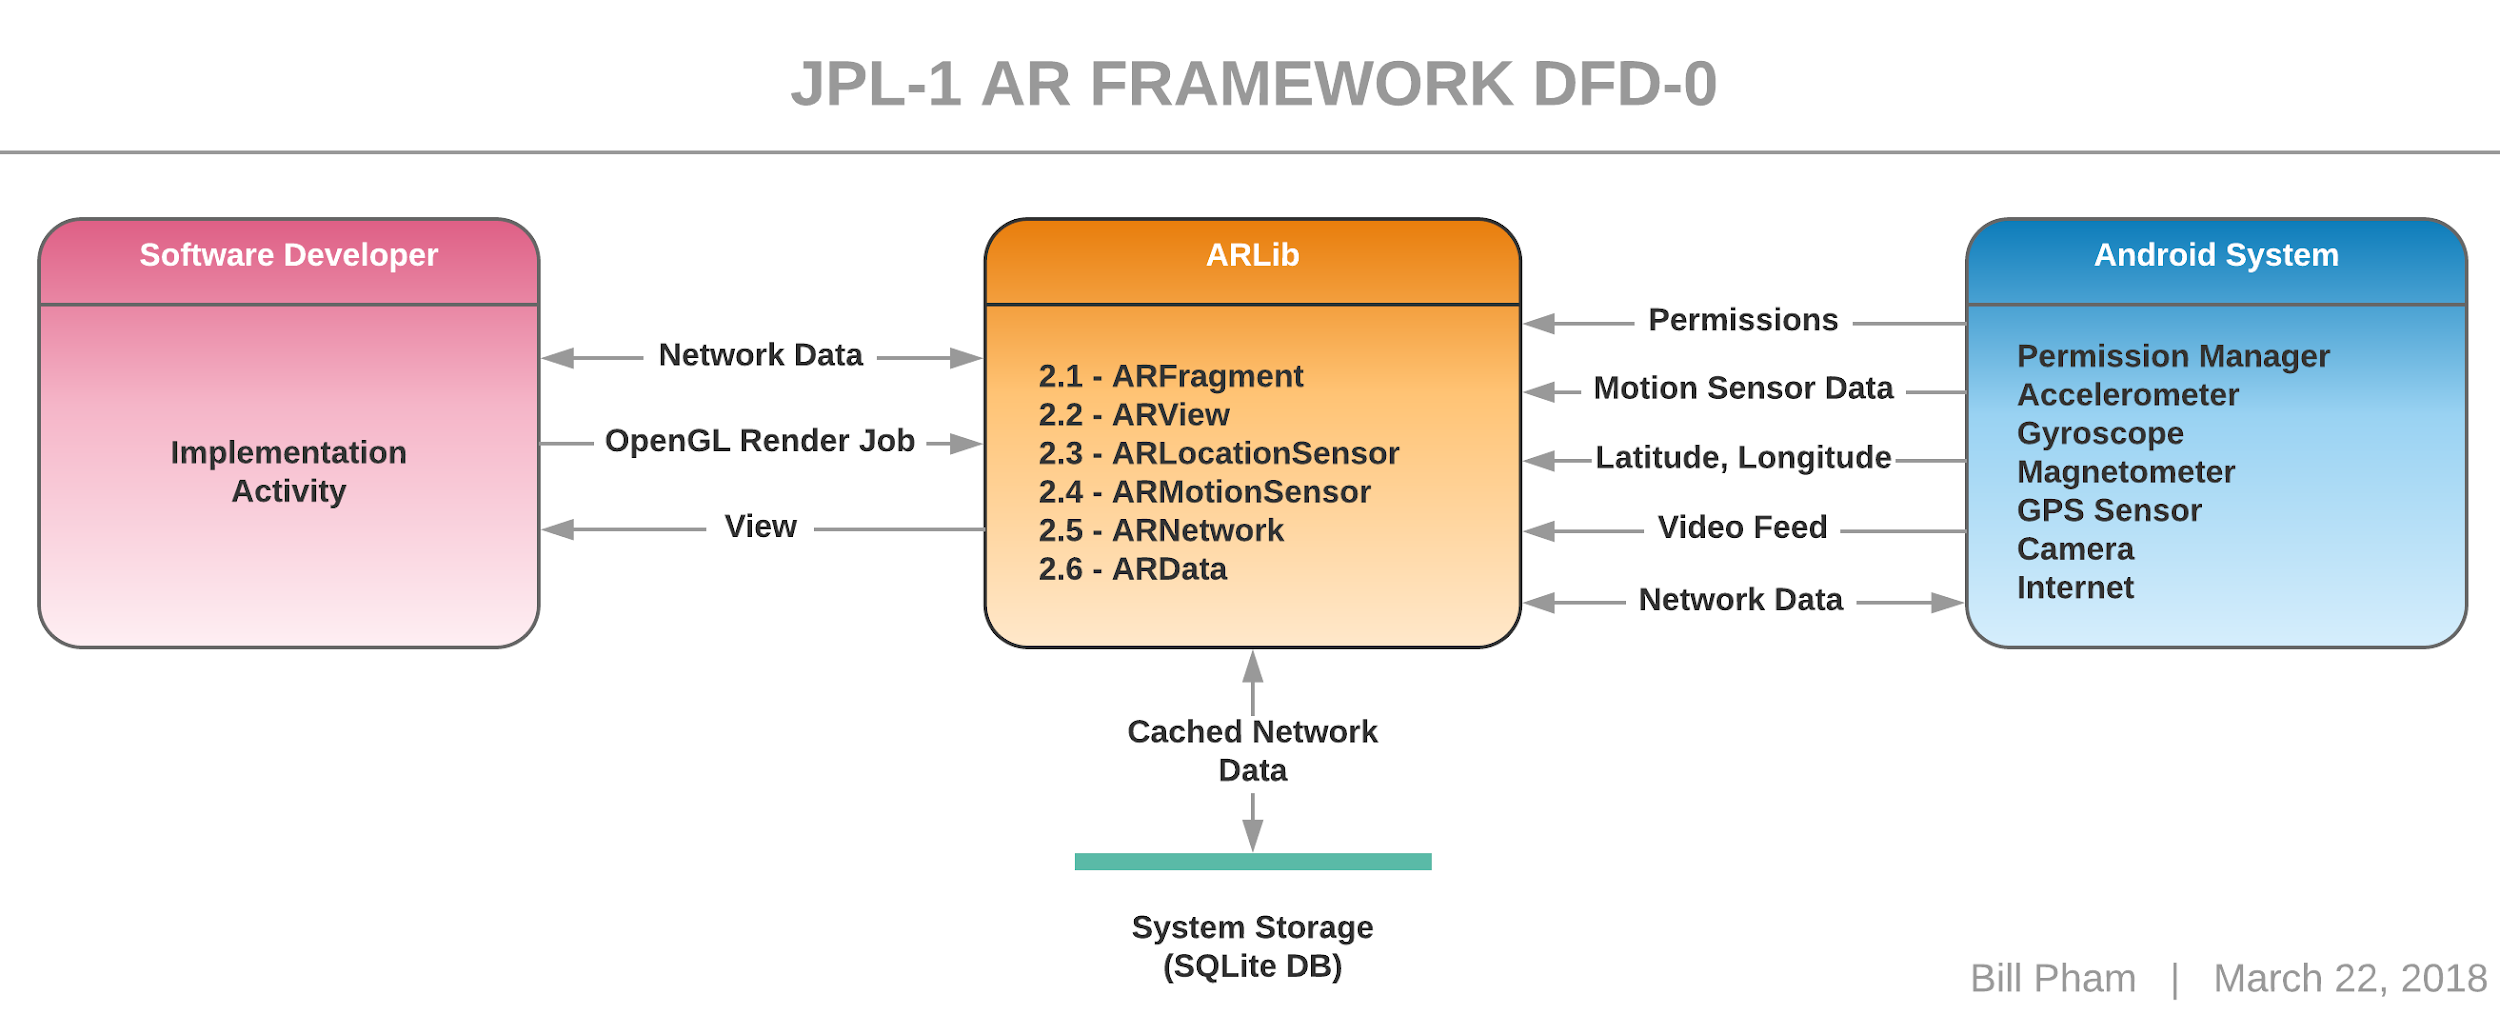 JPL-1 AR FRAMEWORK DFD-0
Software Developer
Implementation
Activity
Network Data
OpenGL Render Job
View
ARLib
2.1 - ARFragment
2.2 - ARView
2.3 - ARLocationSensor
2.4 - ARMotionSensor
2.5 - ARNetwork
2.6 - ARData
Permissions
Motion Sensor Data
Latitude, Longitude
Video Feed
Network Data
Android System
Permission Manager
Accelerometer
Gyroscope
Magnetometer
GPS Sensor
Camera
Internet
Cached Network
Data
System Storage
(SQLite DB)
Bill Pham | March 22, 2018